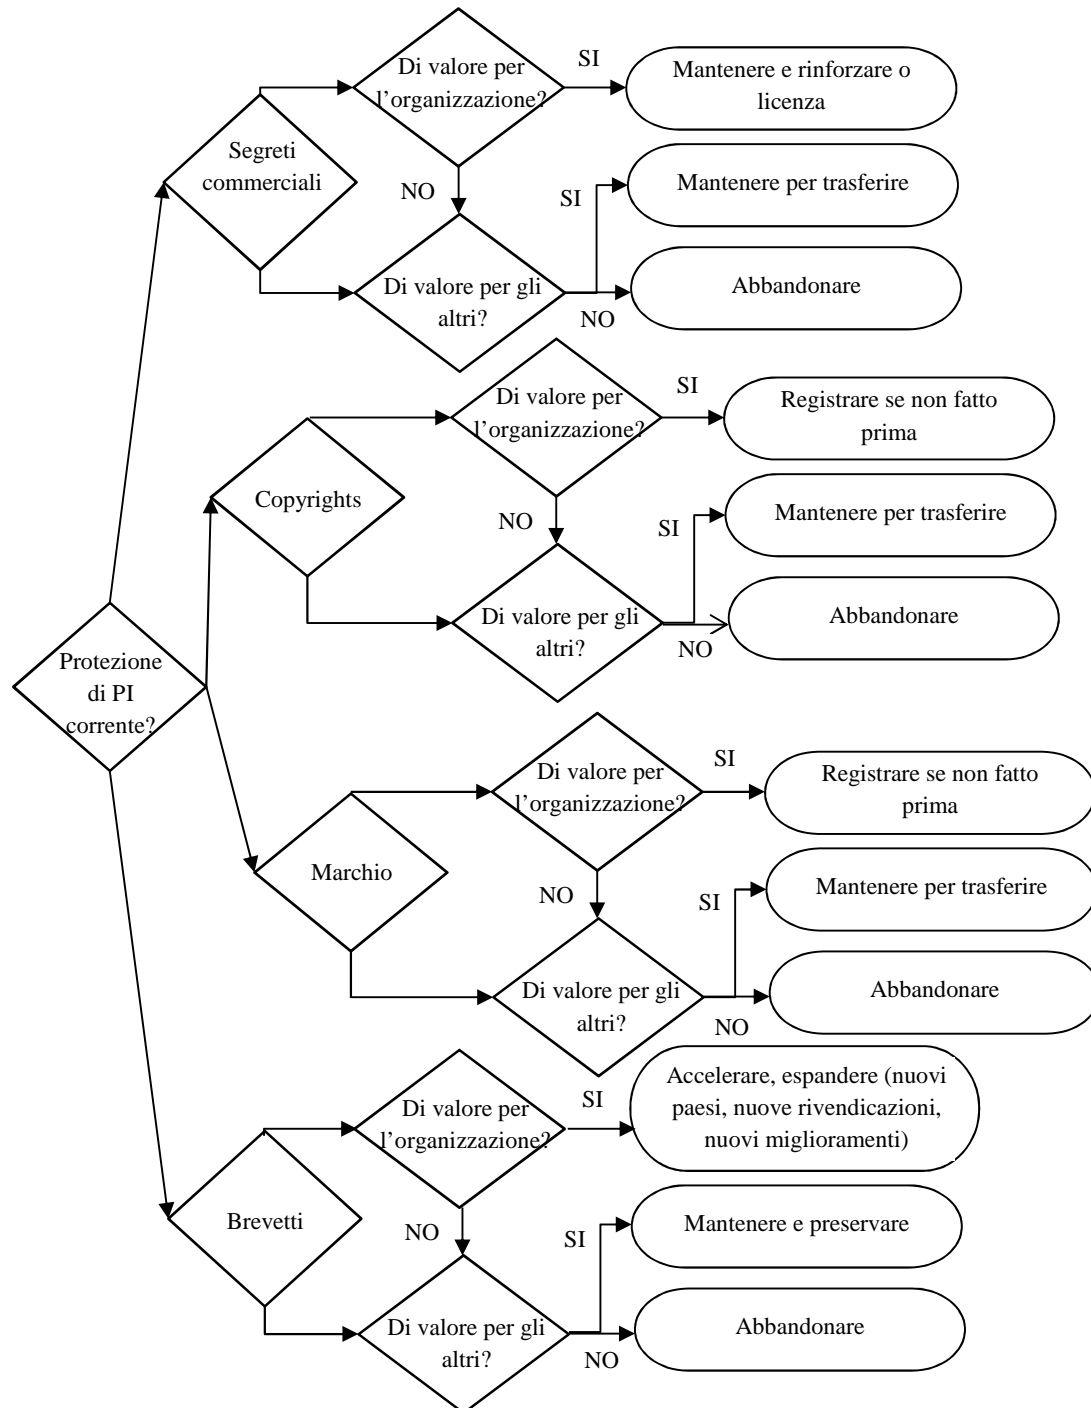 Di valore per
l’organizzazione?
SI
Mantenere e rinforzare o
licenza
Segreti
commerciali
NO
SI
Mantenere per trasferire
Di valore per gli
altri?
NO
Abbandonare
Di valore per
l’organizzazione?
SI
Registrare se non fatto
prima
Copyrights
NO
SI
Mantenere per trasferire
Di valore per gli
altri?
NO
Abbandonare
Protezione
di PI
corrente?
Di valore per
l’organizzazione?
SI
Registrare se non fatto
prima
Marchio
NO
SI
Mantenere per trasferire
Di valore per gli
altri?
NO
Abbandonare
Di valore per
l’organizzazione?
SI
Accelerare, espandere (nuovi
paesi, nuove rivendicazioni,
nuovi miglioramenti)
Brevetti
NO
SI
Mantenere e preservare
Di valore per gli
altri?
NO
Abbandonare